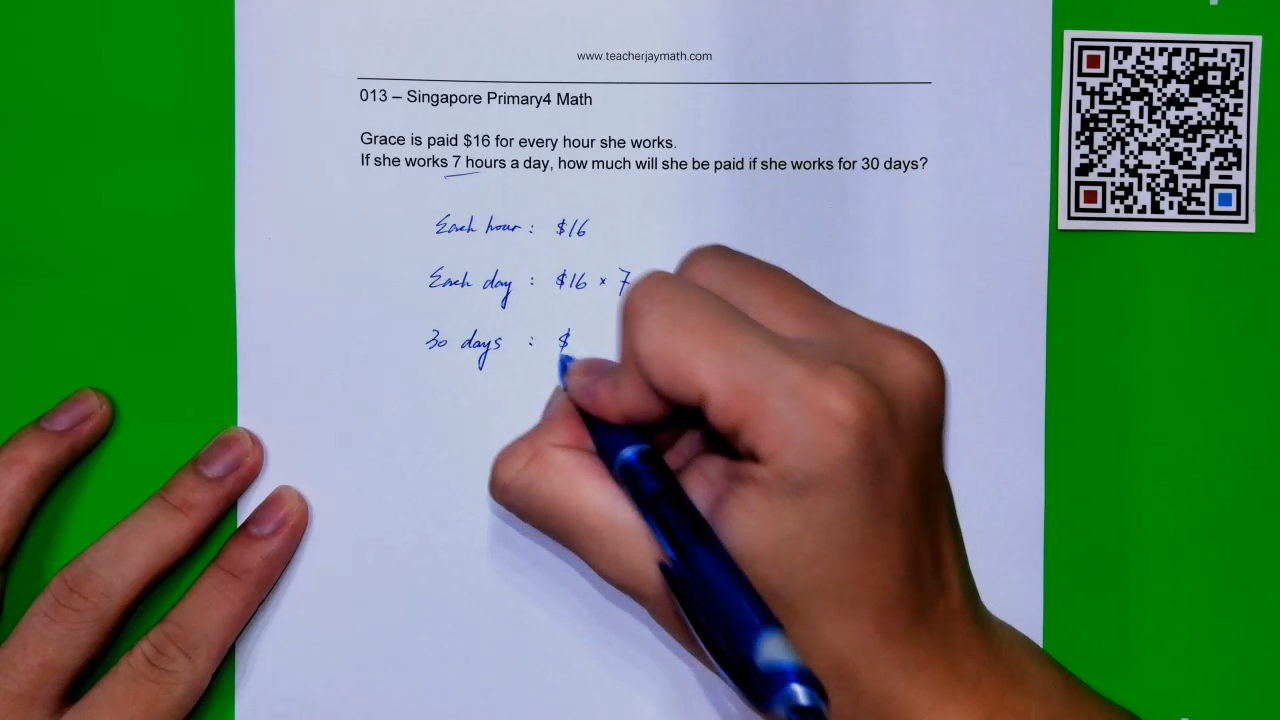 www.teacherjaymath.com
013 – Singapore Primary4 Math
Grace is paid $16 for every hour she works.
If she works 7 hours a day, how much will she be paid if she works for 30 days?
Each hour : $16
Each day : $16 × 7
30 days : $